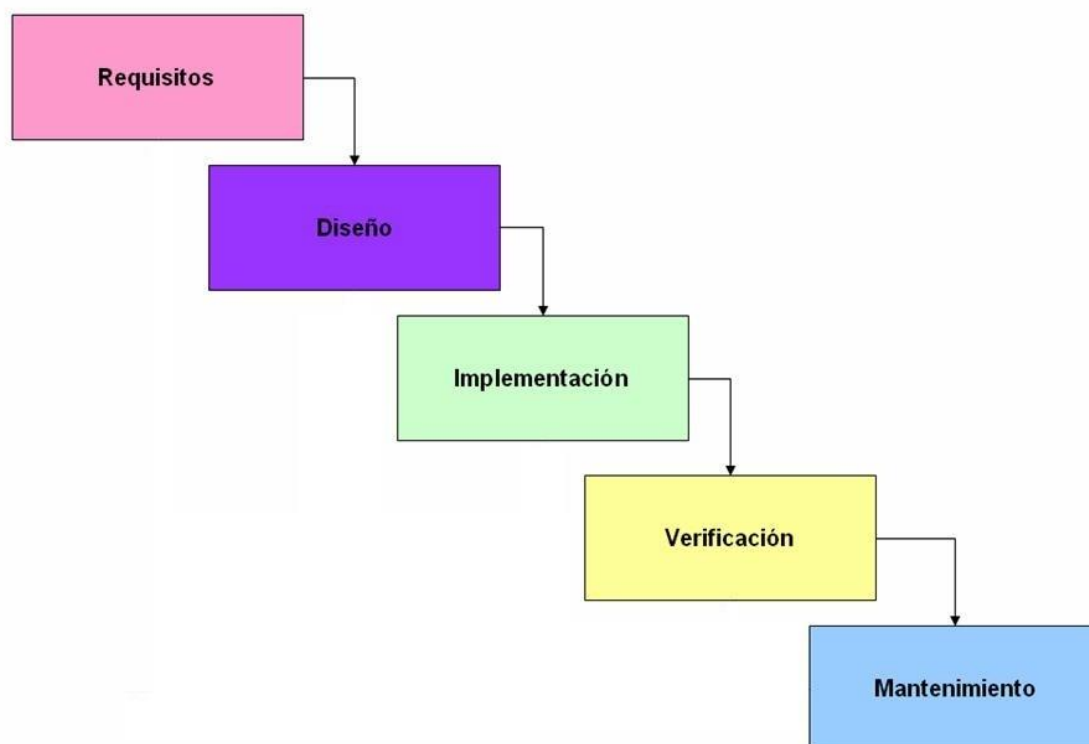 Requisitos
Diseño
Implementación
Verificación
Mantenimiento